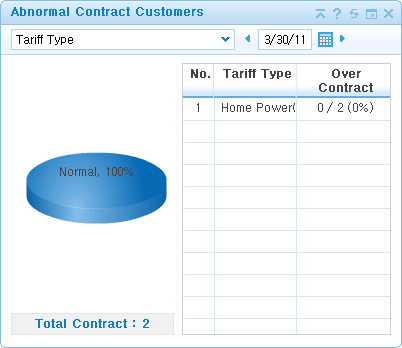 Abnormal Contract Customers
Tariff Type
3/30/11
No. Tariff Type Over Contract
1 Home Power( 0 / 2 (0%)
Normal, 100%
Total Contract : 2